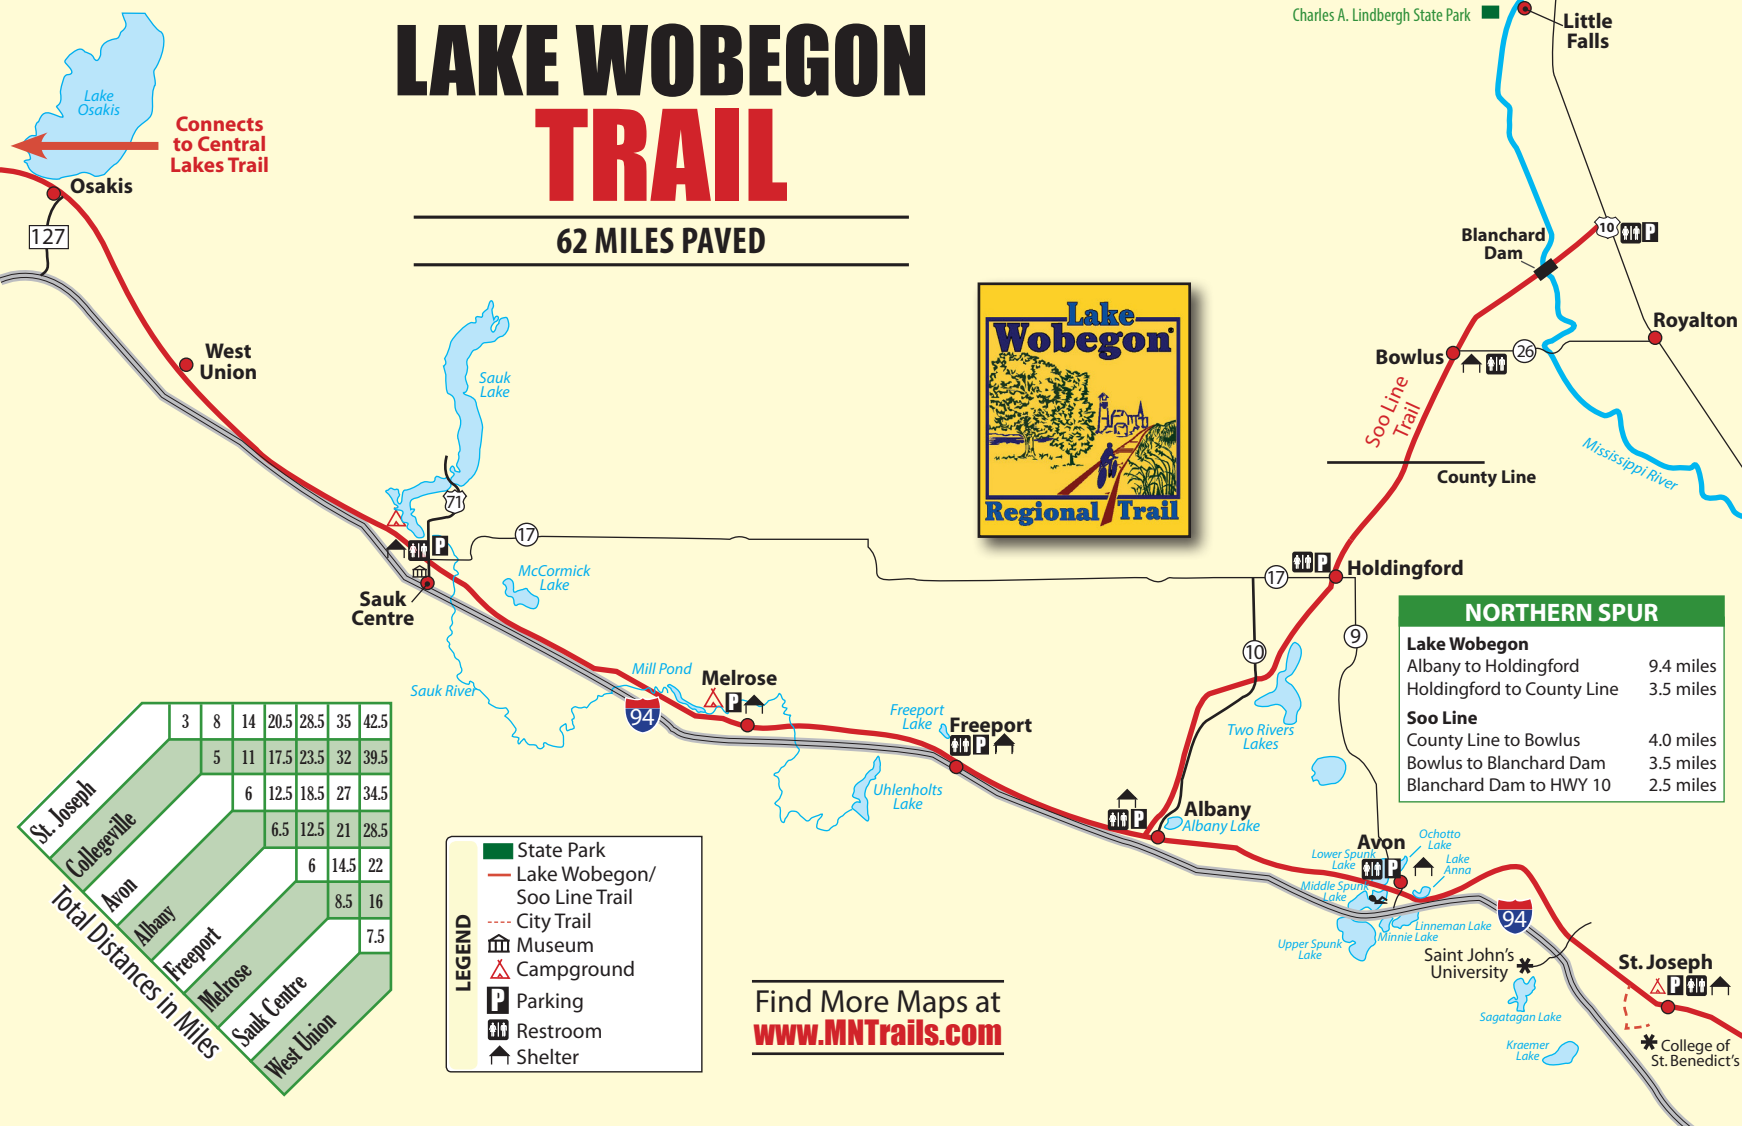 LAKE WOBEGON
TRAIL
62 MILES PAVED
Charles A. Lindbergh State Park
Little
Falls
Lake
Osakis
Connects
to Central
Lakes Trail
Osakis
127
West
Union
Sauk
Lake
71
17
McCormick
Lake
Sauk
Centre
Sauk River
Mill Pond
Melrose
94
Freeport
Lake
Freeport
Uhlenholts
Lake
Lake
Wobegon®
Regional Trail
Blanchard
Dam
10
P
Royalton
Bowlus
26
Soo Line
Trail
Mississippi River
County Line
P
Holdingford
17
10
9
Two Rivers
Lakes
NORTHERN SPUR
Lake Wobegon
Albany to Holdingford 9.4 miles
Holdingford to County Line 3.5 miles
Soo Line
County Line to Bowlus 4.0 miles
Bowlus to Blanchard Dam 3.5 miles
Blanchard Dam to HWY 10 2.5 miles
P
P
P
P
Albany
Albany Lake
Avon
P
Ochotto
Lake
Lower Spunk
Lake
Lake
Anna
Middle Spunk
Lake
Linneman Lake
Minnie Lake
Upper Spunk
Lake
94
Saint John's
University
St. Joseph
P
Sagatagan Lake
Kraemer
Lake
College of
St. Benedict's
3 8 14 20.5 28.5 35 42.5
5 11 17.5 23.5 32 39.5
6 12.5 18.5 27 34.5
6.5 12.5 21 28.5
6 14.5 22
8.5 16
7.5
St. Joseph
Collegeville
Avon
Albany
Freeport
Melrose
Sauk Centre
West Union
Total Distances in Miles
LEGEND
State Park
Lake Wobegon/
Soo Line Trail
City Trail
Museum
Campground
P Parking
Restroom
Shelter
Find More Maps at
www.MNTrails.com